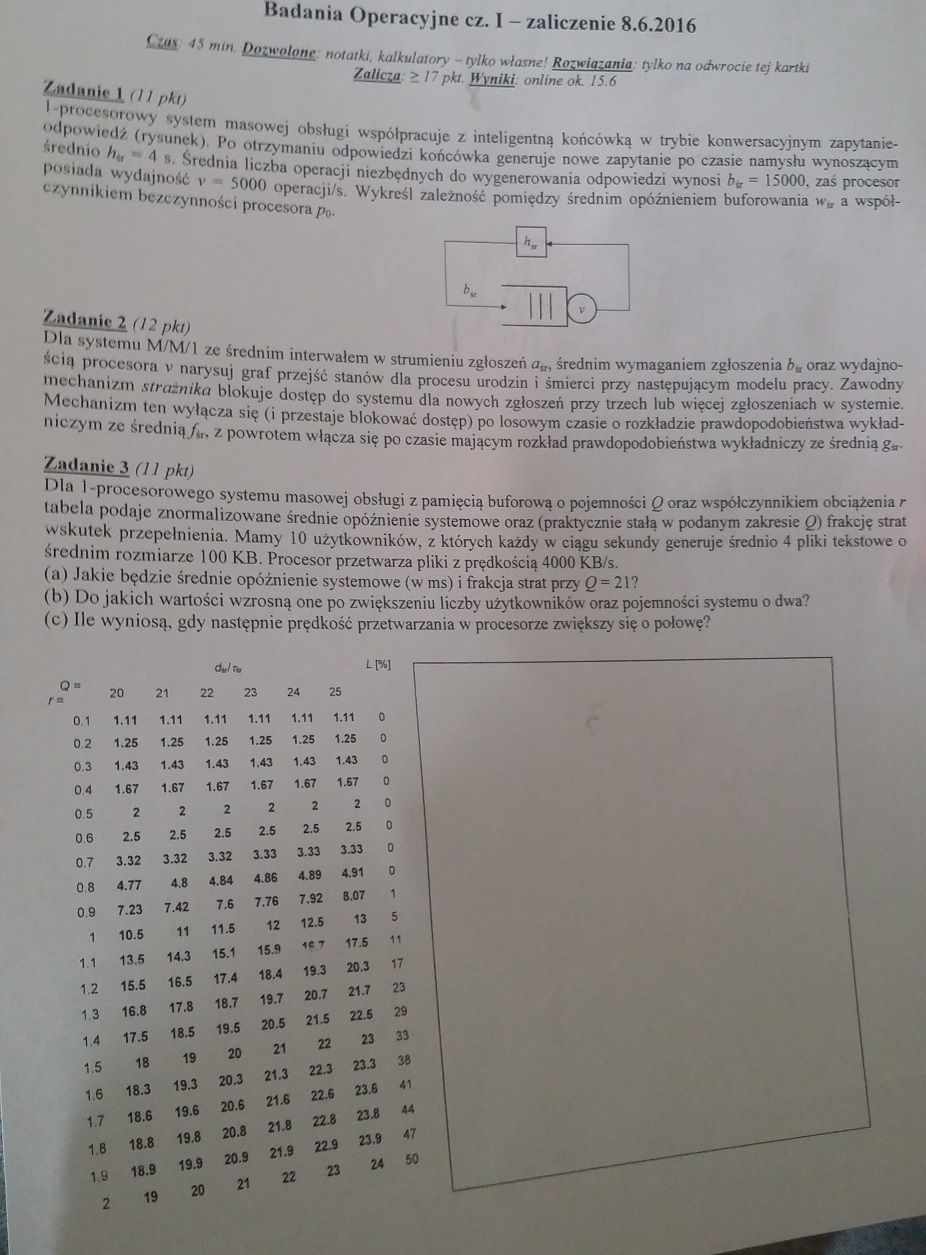 Badania Operacyjne cz. I – zaliczenie 8.6.2016
Czas: 45 min. Dozwolone: notatki, kalkulatory – tylko własne! Rozwiązania: tylko na odwrocie tej kartki
Zalicza: ≥ 17 pkt. Wyniki: online ok. 15.6
Zadanie 1 (11 pkt)
1-procesorowy system masowej obsługi współpracuje z inteligentną końcówką w trybie konwersacyjnym zapytanie-
odpowiedź (rysunek). Po otrzymaniu odpowiedzi końcówka generuje nowe zapytanie po czasie namysłu wynoszącym
średnio hśr = 4 s. Średnia liczba operacji niezbędnych do wygenerowania odpowiedzi wynosi bśr = 15000, zaś procesor
posiada wydajność v = 5000 operacji/s. Wykreśl zależność pomiędzy średnim opóźnieniem buforowania wśr a współ-
czynnikiem bezczynności procesora p0.
hśr
bśr
v
Zadanie 2 (12 pkt)
Dla systemu M/M/1 ze średnim interwałem w strumieniu zgłoszeń aśr, średnim wymaganiem zgłoszenia bśr oraz wydajno-
ścią procesora v narysuj graf przejść stanów dla procesu urodzin i śmierci przy następującym modelu pracy. Zawodny
mechanizm strażnika blokuje dostęp do systemu dla nowych zgłoszeń przy trzech lub więcej zgłoszeniach w systemie.
Mechanizm ten wyłącza się (i przestaje blokować dostęp) po losowym czasie o rozkładzie prawdopodobieństwa wykład-
niczym ze średnią fśr, z powrotem włącza się po czasie mającym rozkład prawdopodobieństwa wykładniczy ze średnią gśr.
Zadanie 3 (11 pkt)
Dla 1-procesorowego systemu masowej obsługi z pamięcią buforową o pojemności Q oraz współczynnikiem obciążenia r
tabela podaje znormalizowane średnie opóźnienie systemowe oraz (praktycznie stałą w podanym zakresie Q) frakcję strat
wskutek przepełnienia. Mamy 10 użytkowników, z których każdy w ciągu sekundy generuje średnio 4 pliki tekstowe o
średnim rozmiarze 100 KB. Procesor przetwarza pliki z prędkością 4000 KB/s.
(a) Jakie będzie średnie opóźnienie systemowe (w ms) i frakcja strat przy Q = 21?
(b) Do jakich wartości wzrosną one po zwiększeniu liczby użytkowników oraz pojemności systemu o dwa?
(c) Ile wyniosą, gdy następnie prędkość przetwarzania w procesorze zwiększy się o połowę?
dśr/τśr L [%]
Q = 20 21 22 23 24 25
r =
0.1 1.11 1.11 1.11 1.11 1.11 1.11 0
0.2 1.25 1.25 1.25 1.25 1.25 1.25 0
0.3 1.43 1.43 1.43 1.43 1.43 1.43 0
0.4 1.67 1.67 1.67 1.67 1.67 1.67 0
0.5 2 2 2 2 2 2 0
0.6 2.5 2.5 2.5 2.5 2.5 2.5 0
0.7 3.32 3.32 3.32 3.33 3.33 3.33 0
0.8 4.77 4.8 4.84 4.86 4.89 4.91 0
0.9 7.23 7.42 7.6 7.76 7.92 8.07 1
1 10.5 11 11.5 12 12.5 13 5
1.1 13.5 14.3 15.1 15.9 16.7 17.5 11
1.2 15.5 16.5 17.4 18.4 19.3 20.3 17
1.3 16.8 17.8 18.7 19.7 20.7 21.7 23
1.4 17.5 18.5 19.5 20.5 21.5 22.5 29
1.5 18 19 20 21 22 23 33
1.6 18.3 19.3 20.3 21.3 22.3 23.3 38
1.7 18.6 19.6 20.6 21.6 22.6 23.6 41
1.8 18.8 19.8 20.8 21.8 22.8 23.8 44
1.9 18.9 19.9 20.9 21.9 22.9 23.9 47
2 19 20 21 22 23 24 50